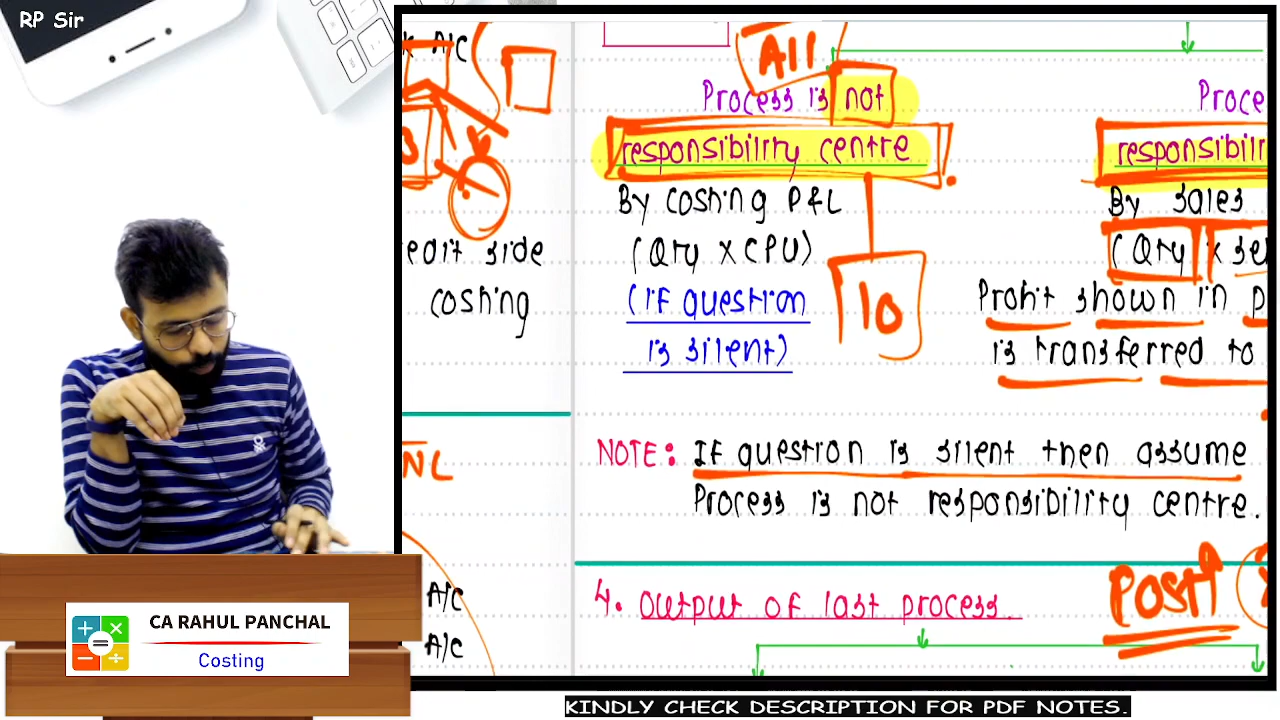 RP Sir
A/C
All
Process is not
Proce
responsibility centre
responsibili
By costing P&L
By sales
(Qty x CPU)
(Qty x se
edit side
(if question
Profit shown in p
costing
10
is silent)
is transferred to
NOTE: If question is silent then assume
NL
Process is not responsibility centre.
A/C
4. Output of last process.
A/C
CA RAHUL PANCHAL
Costing
KINDLY CHECK DESCRIPTION FOR PDF NOTES.